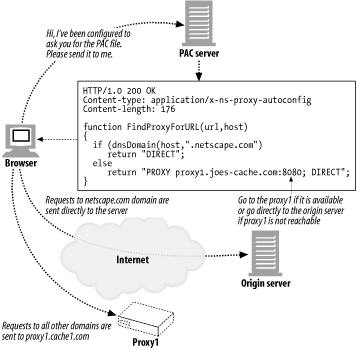 Hi, I've been configured to
ask you for the PAC file.
Please send it to me.
PAC server
HTTP/1.0 200 OK
Content-type: application/x-ns-proxy-autoconfig
Content-length: 176
function FindProxyForURL(url,host)
{
if (dnsDomain(host,".netscape.com")
return "DIRECT";
else
return "PROXY proxy1.joes-cache.com:8080; DIRECT";
}
Browser
Requests to netscape.com domain are
sent directly to the server
Go to the proxy1 if it is available
or go directly to the origin server
if proxy1 is not reachable
Internet
Origin server
Requests to all other domains are
sent to proxy1.cache1.com
Proxy1